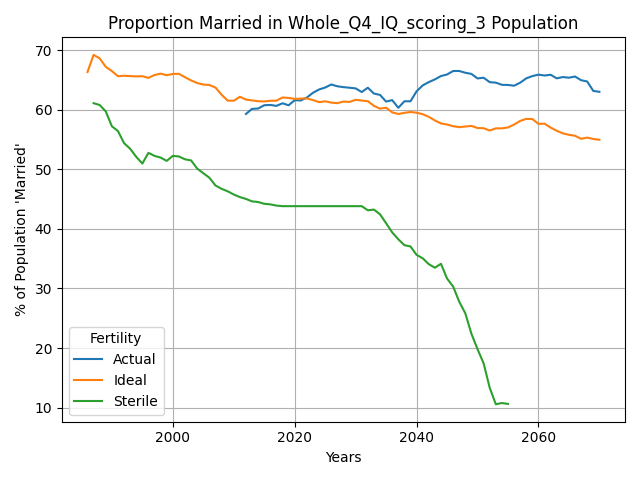 Proportion Married in Whole_Q4_IQ_scoring_3 Population
% of Population 'Married'
70
60
50
40
30
20
10
Fertility
Actual
Ideal
Sterile
2000
2020
2040
2060
Years